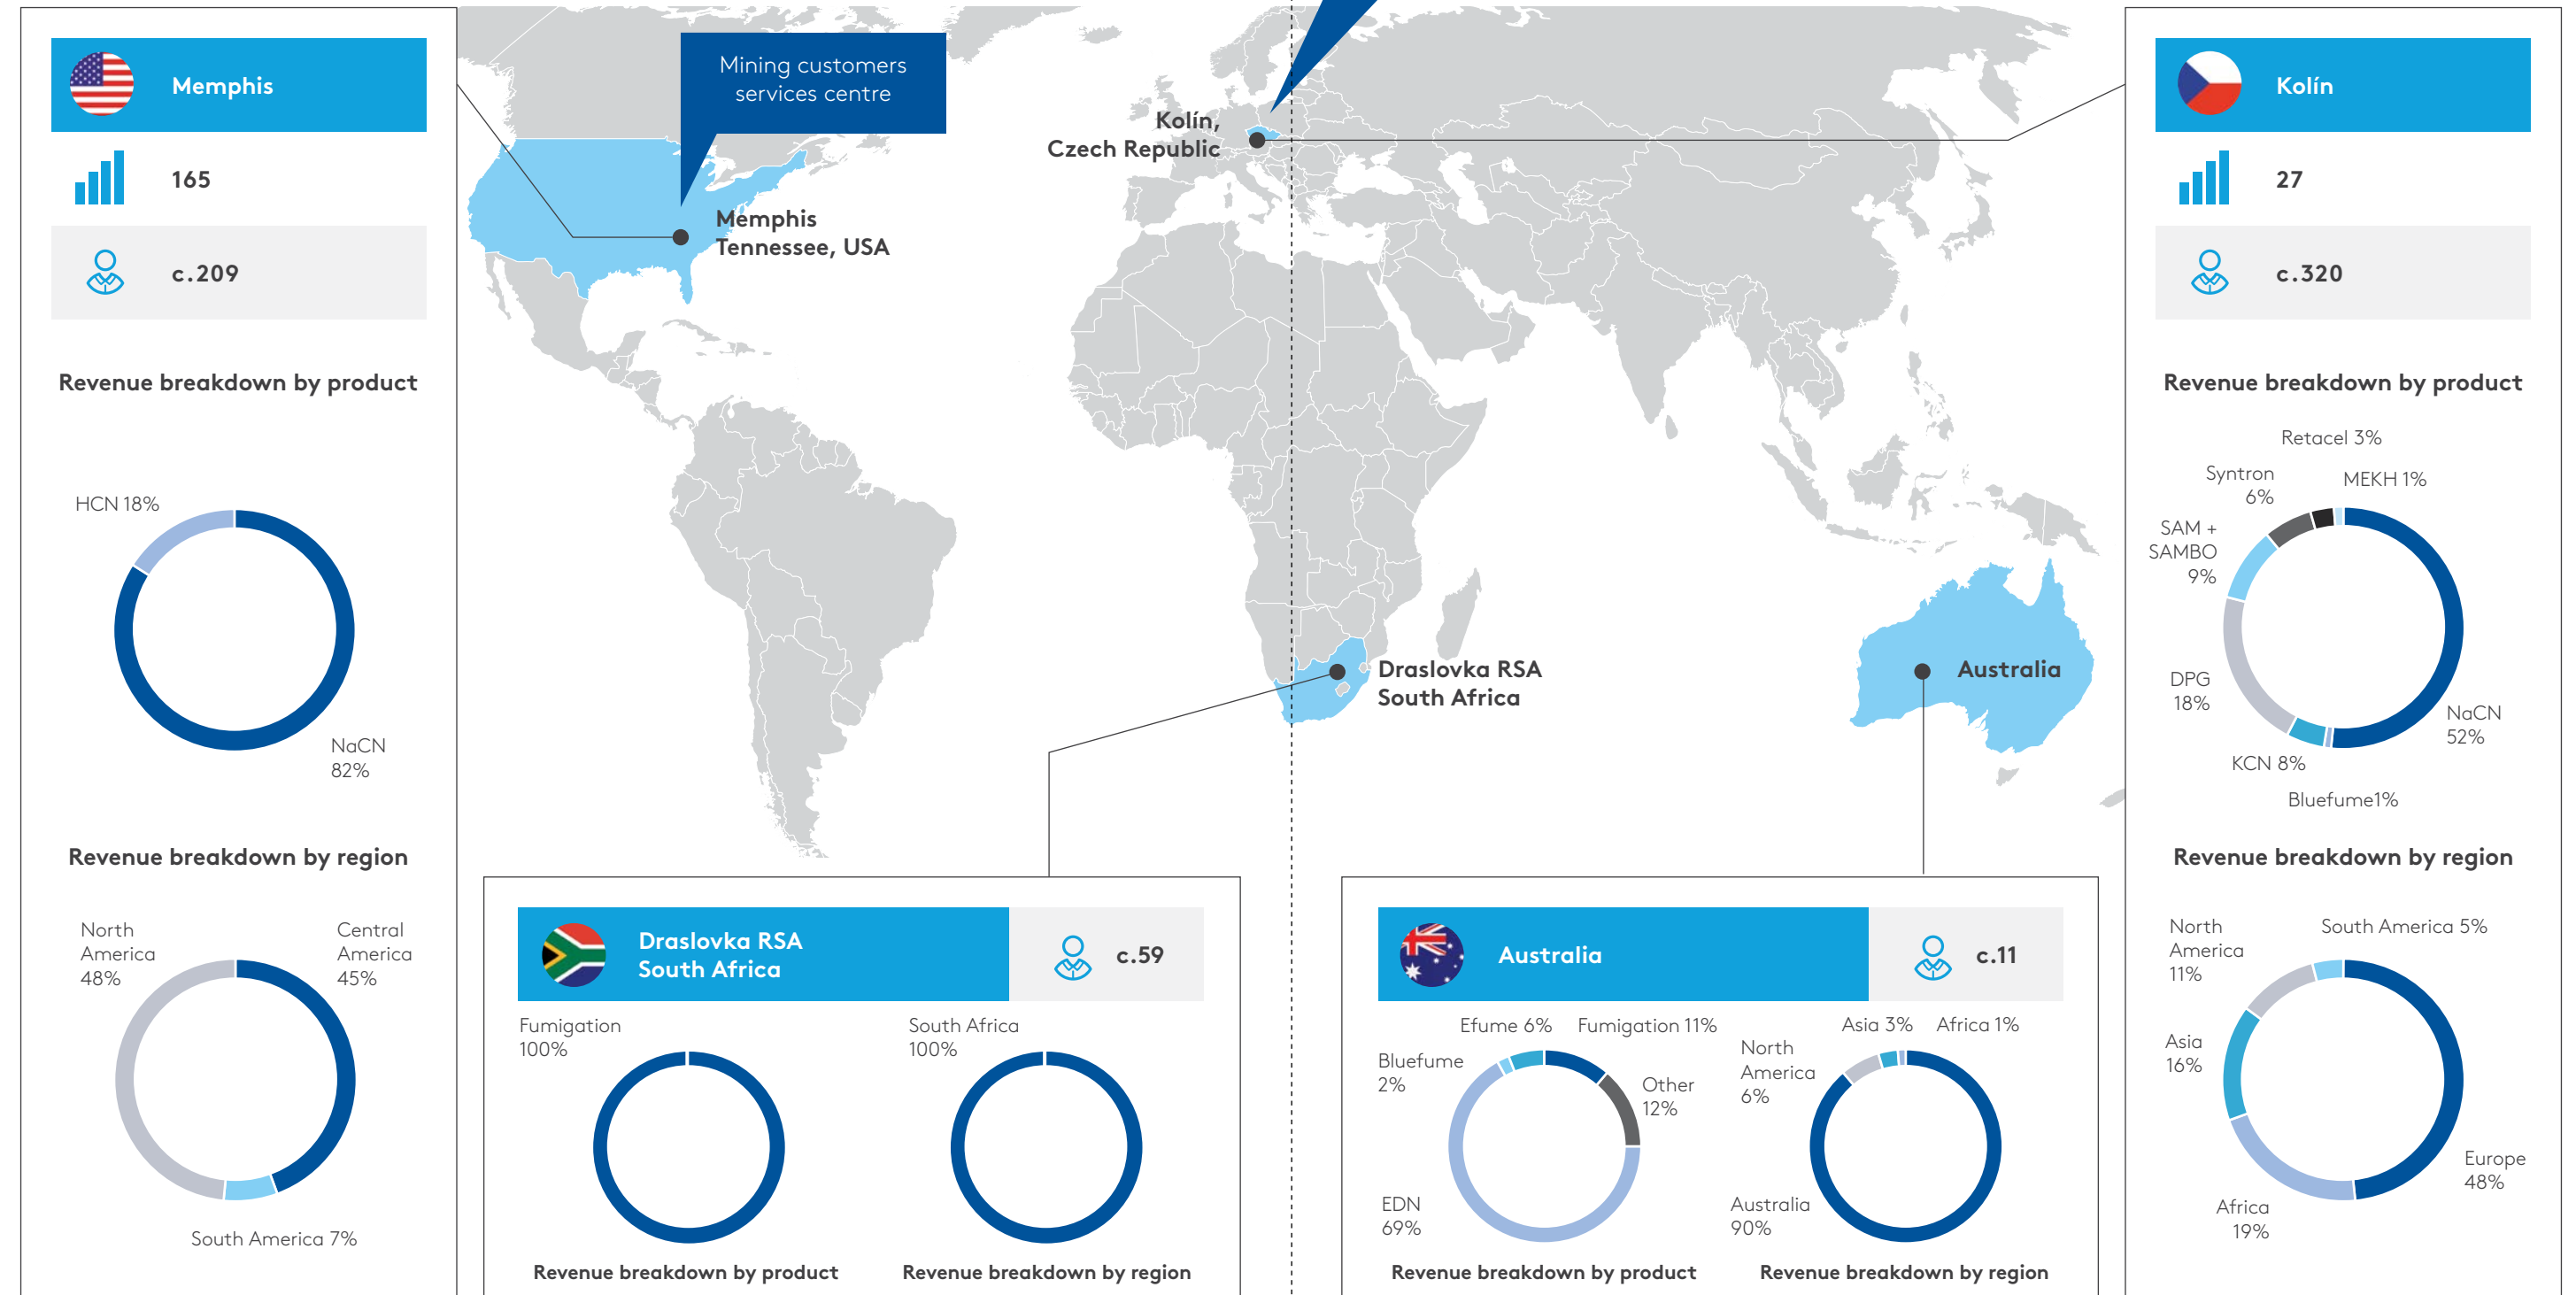 Memphis
165
c.209
Revenue breakdown by product
HCN 18%
NaCN
82%
Revenue breakdown by region
North
America
48%
Central
America
45%
South America 7%
Mining customers
services centre
Memphis
Tennessee, USA
Kolín,
Czech Republic
Draslovka RSA
South Africa
Australia
Draslovka RSA
South Africa
c.59
Fumigation
100%
South Africa
100%
Revenue breakdown by product
Revenue breakdown by region
Australia
c.11
Efume 6%
Fumigation 11%
Bluefume
2%
Other
12%
EDN
69%
Revenue breakdown by product
Asia 3%
Africa 1%
North
America
6%
Australia
90%
Revenue breakdown by region
Kolín
27
c.320
Revenue breakdown by product
Retacel 3%
Syntron
6%
MEKH 1%
SAM +
SAMBO
9%
DPG
18%
NaCN
52%
KCN 8%
Bluefume1%
Revenue breakdown by region
North
America
11%
South America 5%
Asia
16%
Europe
48%
Africa
19%